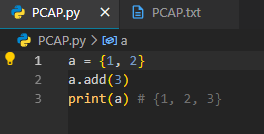 PCAP.py
PCAP.txt
PCAP.py > a
1 a = {1, 2}
2 a.add(3)
3 print(a) # {1, 2, 3}